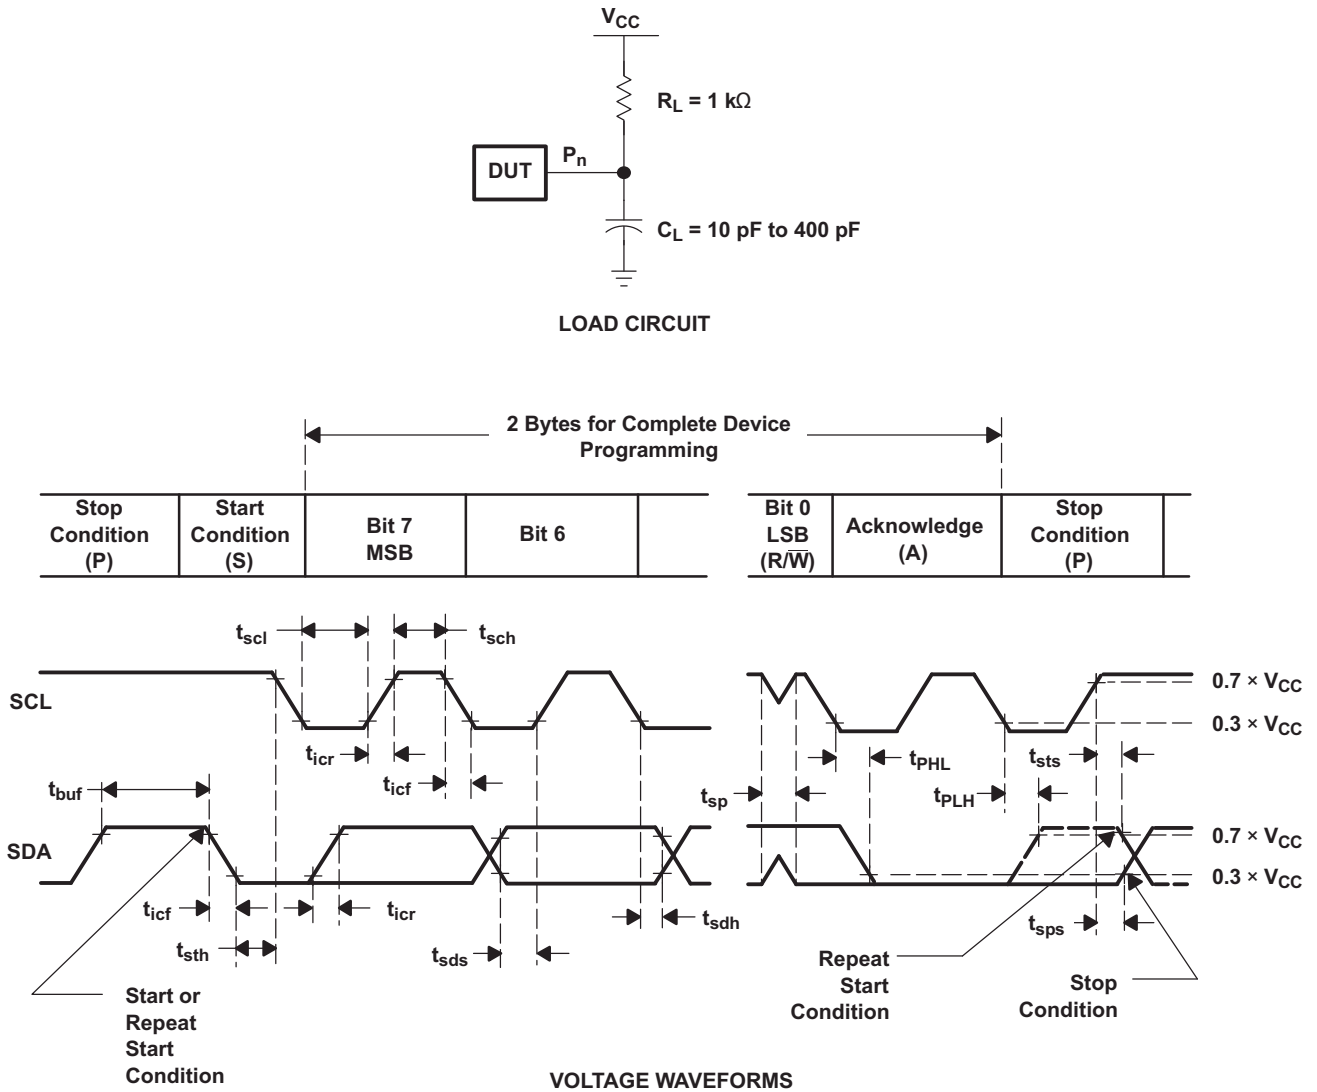 VCC
RL = 1 kΩ
DUT
Pn
CL = 10 pF to 400 pF
LOAD CIRCUIT
2 Bytes for Complete Device
Programming
Stop
Condition
(P)
Start
Condition
(S)
Bit 7
MSB
Bit 6
Bit 0
LSB
(R/W̅)
Acknowledge
(A)
Stop
Condition
(P)
tscl
tsch
SCL
0.7 × VCC
0.3 × VCC
ticr
ticf
tPHL
tsts
tbuf
tsp
tPLH
SDA
0.7 × VCC
0.3 × VCC
ticf
ticr
tsdh
tsps
tsth
tsds
Start or
Repeat
Start
Condition
Repeat
Start
Condition
Stop
Condition
VOLTAGE WAVEFORMS